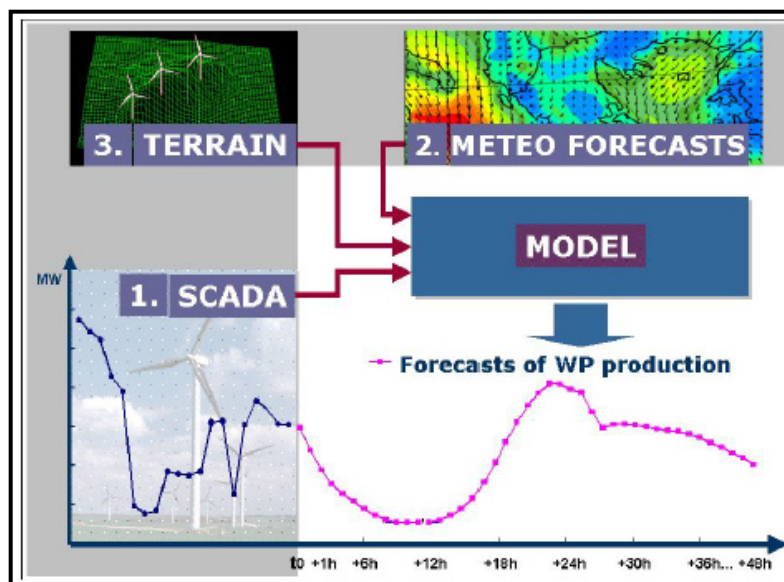 3. TERRAIN
2. METEO FORECASTS
MODEL
MW
1. SCADA
Forecasts of WP production
t0 +1h +6h +12h +18h +24h +30h +36h... +48h